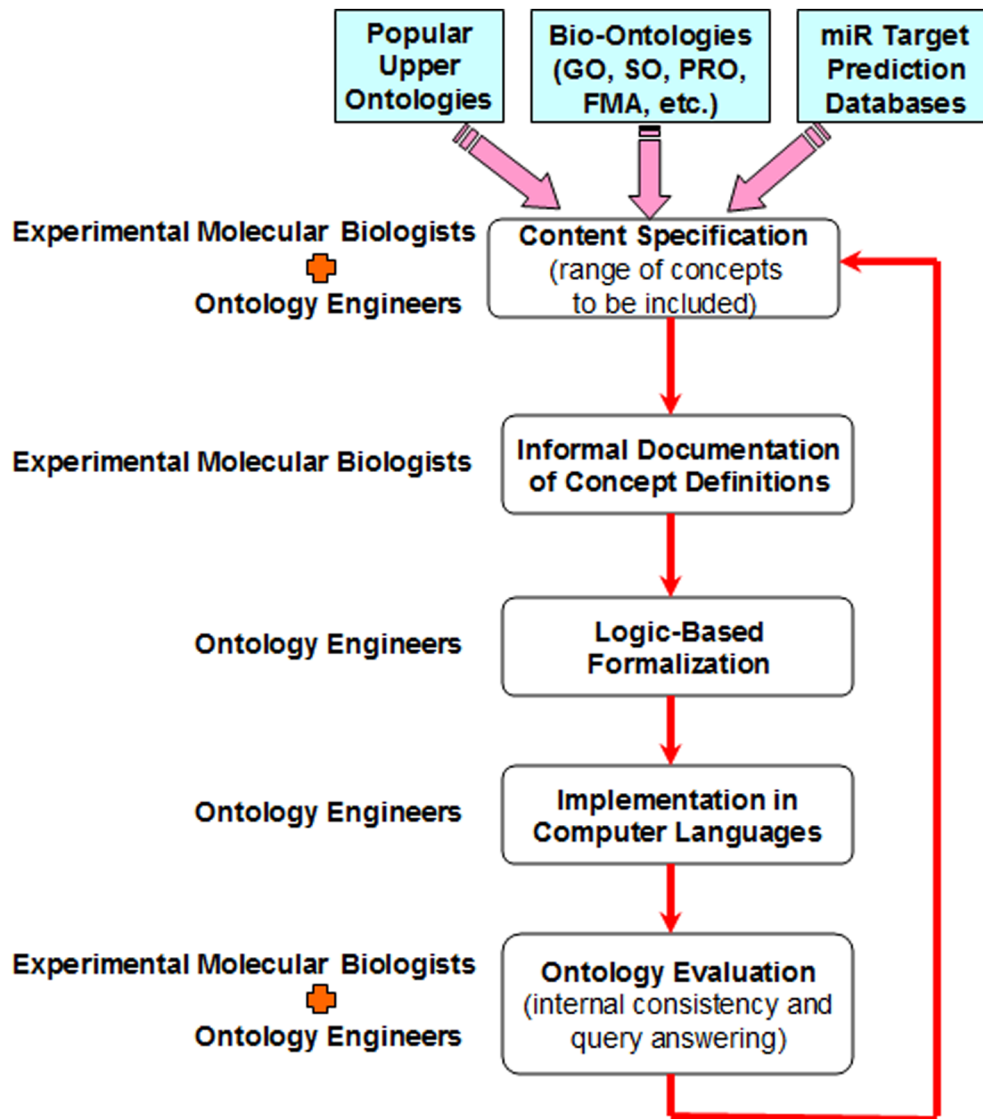 Popular
Upper
Ontologies
Bio-Ontologies
(GO, SO, PRO,
FMA, etc.)
miR Target
Prediction
Databases
Experimental Molecular Biologists
Ontology Engineers
Content Specification
(range of concepts
to be included)
Experimental Molecular Biologists
Informal Documentation
of Concept Definitions
Ontology Engineers
Logic-Based
Formalization
Ontology Engineers
Implementation in
Computer Languages
Experimental Molecular Biologists
Ontology Engineers
Ontology Evaluation
(internal consistency and
query answering)